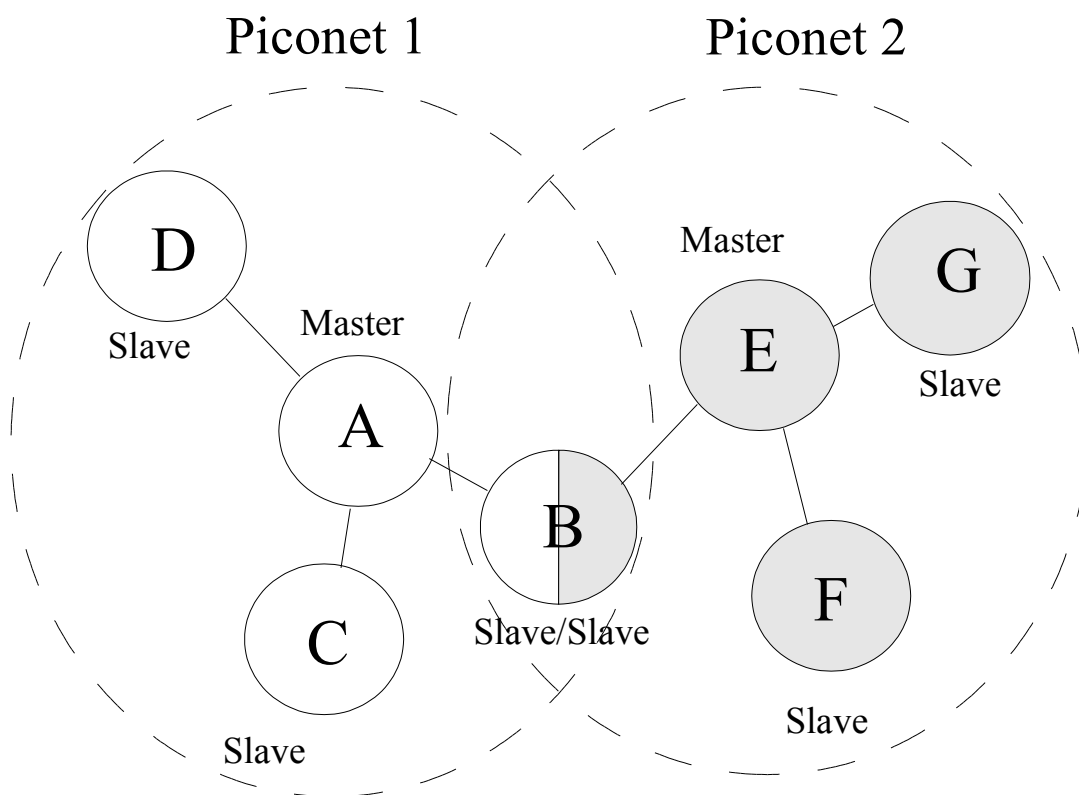 Piconet 1
Piconet 2
D
Slave
Master
A
C
Slave
B
Slave/Slave
Master
E
G
Slave
F
Slave